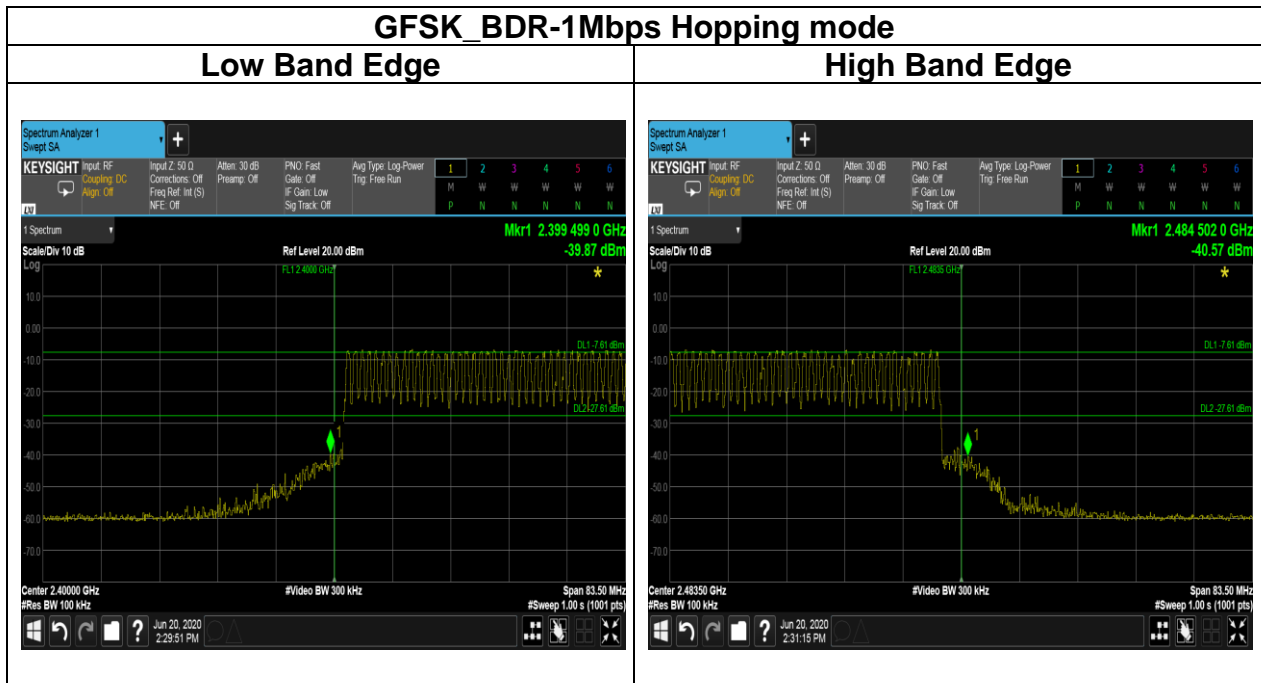 GFSK_BDR-1Mbps Hopping mode
Low Band Edge
High Band Edge
Spectrum Analyzer 1
Swept SA
+
KEYSIGHT
Input: RF
Coupling: DC
Align: Off
Input Z: 50 Ω
Corrections: Off
Freq Ref: Int (S)
NFE: Off
Atten: 30 dB
Preamp: Off
PNO: Fast
Gate: Off
IF Gain: Low
Sig Track: Off
Avg Type: Log-Power
Trig: Free Run
1 2 3 4 5 6
M W W W W W
P N N N N N
LXI
1 Spectrum
Mkr1 2.399 499 0 GHz
Scale/Div 10 dB
Ref Level 20.00 dBm
-39.87 dBm
Log
FL1 2.4000 GHz
*
10.0
0.00
DL1 -7.61 dBm
-10.0
-20.0
DL2 -27.61 dBm
-30.0
1
-40.0
-50.0
-60.0
-70.0
Center 2.40000 GHz
#Video BW 300 kHz
Span 83.50 MHz
#Res BW 100 kHz
#Sweep 1.00 s (1001 pts)
?
Jun 20, 2020
2:29:51 PM
Spectrum Analyzer 1
Swept SA
+
KEYSIGHT
Input: RF
Coupling: DC
Align: Off
Input Z: 50 Ω
Corrections: Off
Freq Ref: Int (S)
NFE: Off
Atten: 30 dB
Preamp: Off
PNO: Fast
Gate: Off
IF Gain: Low
Sig Track: Off
Avg Type: Log-Power
Trig: Free Run
1 2 3 4 5 6
M W W W W W
P N N N N N
LXI
1 Spectrum
Mkr1 2.484 502 0 GHz
Scale/Div 10 dB
Ref Level 20.00 dBm
-40.57 dBm
Log
FL1 2.4835 GHz
*
10.0
0.00
DL1 -7.61 dBm
-10.0
-20.0
DL2 -27.61 dBm
-30.0
1
-40.0
-50.0
-60.0
-70.0
Center 2.48350 GHz
#Video BW 300 kHz
Span 83.50 MHz
#Res BW 100 kHz
#Sweep 1.00 s (1001 pts)
?
Jun 20, 2020
2:31:15 PM